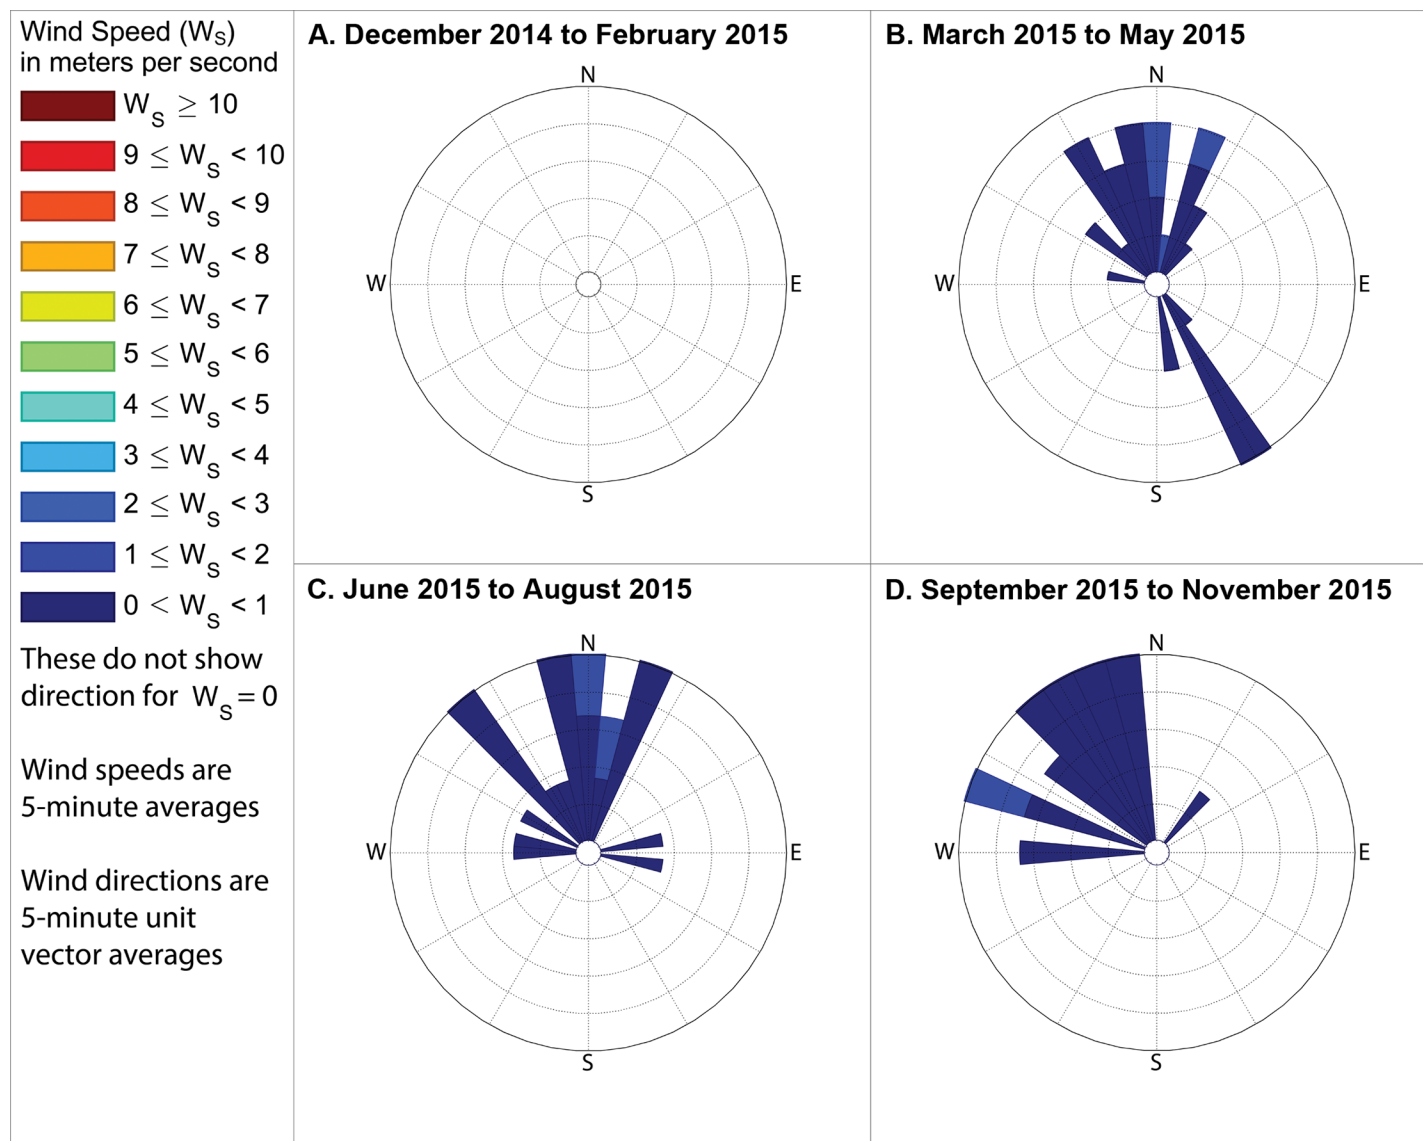 Wind Speed (WS)
in meters per second
WS ≥ 10
9 ≤ WS < 10
8 ≤ WS < 9
7 ≤ WS < 8
6 ≤ WS < 7
5 ≤ WS < 6
4 ≤ WS < 5
3 ≤ WS < 4
2 ≤ WS < 3
1 ≤ WS < 2
0 < WS < 1
These do not show
direction for WS = 0
Wind speeds are
5-minute averages
Wind directions are
5-minute unit
vector averages
A. December 2014 to February 2015
N
W
E
S
B. March 2015 to May 2015
N
W
E
S
C. June 2015 to August 2015
N
W
E
S
D. September 2015 to November 2015
N
W
E
S